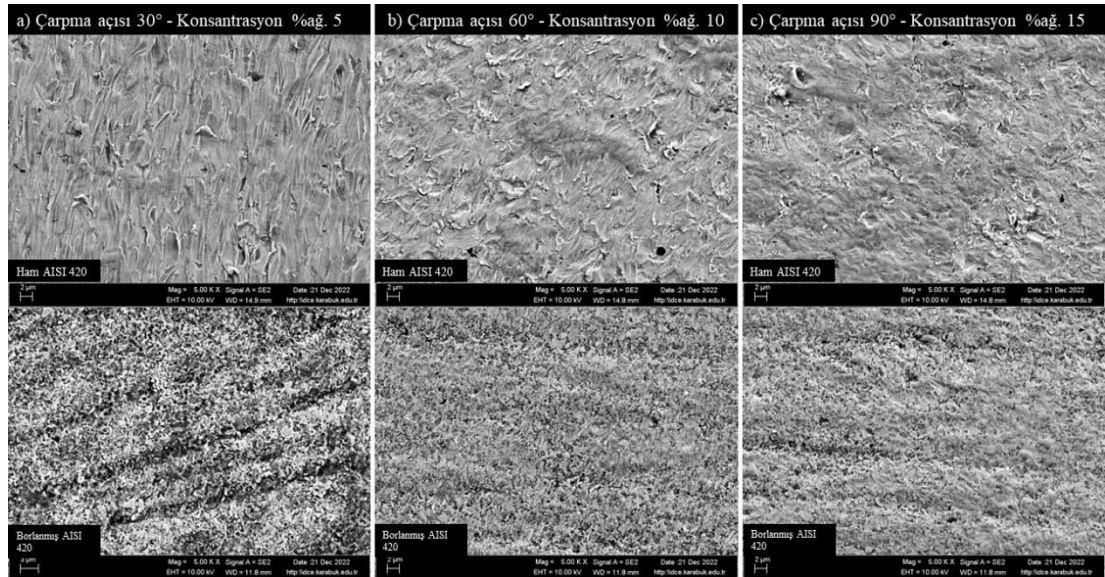 a) Çarpma açısı 30° - Konsantrasyon %ağ. 5
b) Çarpma açısı 60° - Konsantrasyon %ağ. 10
c) Çarpma açısı 90° - Konsantrasyon %ağ. 15
Ham AISI 420
2 µm
Mag = 5.00 K X Signal A = SE2 Date :21 Dec 2022
EHT = 10.00 kV WD = 14.9 mm http\\idce.karabuk.edu.tr
2 µm
Mag = 5.00 K X Signal A = SE2 Date :21 Dec 2022
EHT = 10.00 kV WD = 14.8 mm http\\idce.karabuk.edu.tr
2 µm
Ham AISI 420
Ham AISI 420
Mag = 5.00 K X Signal A = SE2 Date :21 Dec 2022
EHT = 10.00 kV WD = 14.9 mm http\\idce.karabuk.edu.tr
Borlanmış AISI
420
2 µm
Mag = 5.00 K X Signal A = SE2 Date :21 Dec 2022
EHT = 10.00 kV WD = 11.8 mm http\\idce.karabuk.edu.tr
Borlanmış AISI
420
2 µm
Mag = 5.00 K X Signal A = SE2 Date :21 Dec 2022
EHT = 10.00 kV WD = 11.9 mm http\\idce.karabuk.edu.tr
Borlanmış AISI
420
2 µm
Mag = 5.00 K X Signal A = SE2 Date :21 Dec 2022
EHT = 10.00 kV WD = 11.8 mm http\\idce.karabuk.edu.tr